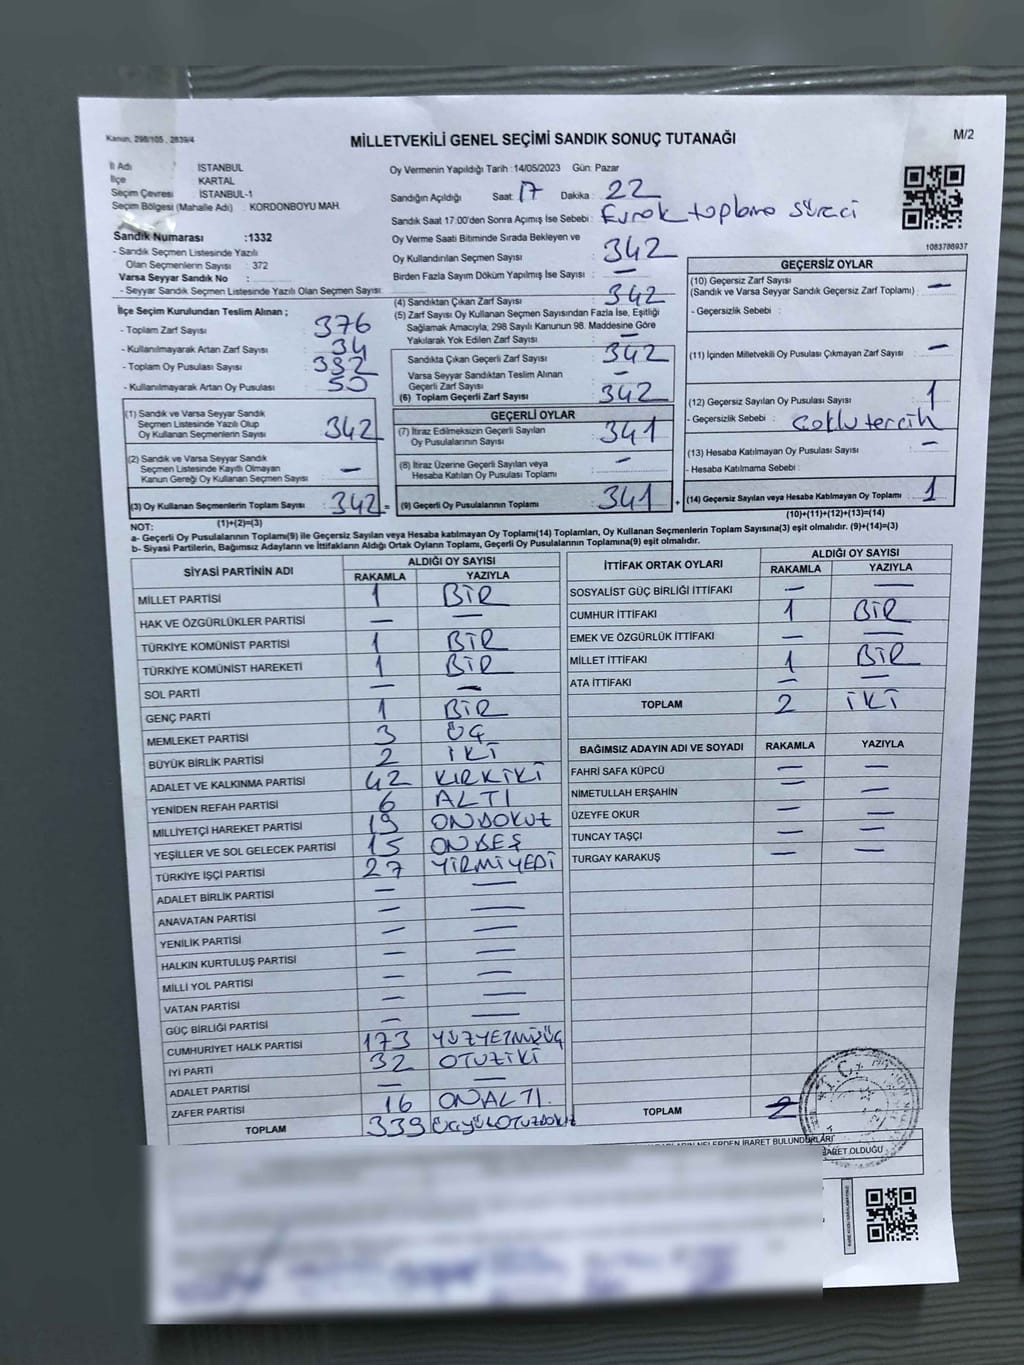 Kanun, 298/105 , 2839/4
MİLLETVEKİLİ GENEL SEÇİMİ SANDIK SONUÇ TUTANAĞI
M/2
İl Adı İSTANBUL
İlçe KARTAL
Seçim Çevresi İSTANBUL-1
Seçim Bölgesi (Mahalle Adı) : KORDONBOYU MAH.
Sandık Numarası :1332
- Sandık Seçmen Listesinde Yazılı
Olan Seçmenlerin Sayısı : 372
Varsa Seyyar Sandık No :
- Seyyar Sandık Seçmen Listesinde Yazılı Olan Seçmen Sayısı:
Oy Vermenin Yapıldığı Tarih :14/05/2023 Gün: Pazar
Sandığın Açıldığı Saat: 17 Dakika : 22
Sandık Saat 17.00'den Sonra Açımış İse Sebebi : Evrak toplama süreci
Oy Verme Saati Bitiminde Sırada Bekleyen ve
Oy Kullandırılan Seçmen Sayısı : 342
Birden Fazla Sayım Döküm Yapılmış İse Sayısı : —
1083786937
İlçe Seçim Kurulundan Teslim Alınan ;
- Toplam Zarf Sayısı : 376
- Kullanılmayarak Artan Zarf Sayısı : 34
- Toplam Oy Pusulası Sayısı : 392
- Kullanılmayarak Artan Oy Pusulası : 50
(1) Sandık ve Varsa Seyyar Sandık
Seçmen Listesinde Yazılı Olup
Oy Kullanan Seçmenlerin Sayısı : 342
(2) Sandık ve Varsa Seyyar Sandık
Seçmen Listesinde Kayıtlı Olmayan
Kanun Gereği Oy Kullanan Seçmen Sayısı : —
(3) Oy Kullanan Seçmenlerin Toplam Sayısı : 342 =
(1)+(2)=(3)
(4) Sandıktan Çıkan Zarf Sayısı : 342
(5) Zarf Sayısı Oy Kullanan Seçmen Sayısından Fazla İse, Eşitliği
Sağlamak Amacıyla; 298 Sayılı Kanunun 98. Maddesine Göre
Yakılarak Yok Edilen Zarf Sayısı : —
Sandıkta Çıkan Geçerli Zarf Sayısı : 342
Varsa Seyyar Sandıktan Teslim Alınan
Geçerli Zarf Sayısı : —
(6) Toplam Geçerli Zarf Sayısı : 342
GEÇERLİ OYLAR
(7) İtiraz Edilmeksizin Geçerli Sayılan
Oy Pusulalarının Sayısı : 341
(8) İtiraz Üzerine Geçerli Sayılan veya
Hesaba Katılan Oy Pusulası Toplamı : —
(9) Geçerli Oy Pusulalarının Toplamı : 341 +
GEÇERSİZ OYLAR
(10) Geçersiz Zarf Sayısı
(Sandık ve Varsa Seyyar Sandık Geçersiz Zarf Toplamı) : —
- Geçersizlik Sebebi :
(11) İçinden Milletvekili Oy Pusulası Çıkmayan Zarf Sayısı : —
(12) Geçersiz Sayılan Oy Pusulası Sayısı : 1
- Geçersizlik Sebebi : Çoklu tercih
(13) Hesaba Katılmayan Oy Pusulası Sayısı : —
- Hesaba Katılmama Sebebi :
(14) Geçersiz Sayılan veya Hesaba Katılmayan Oy Toplamı : 1
(10)+(11)+(12)+(13)=(14)
NOT:
a- Geçerli Oy Pusulaları Toplamı(9) ile Geçersiz Sayılan veya Hesaba katılmayan Oy Toplamı(14) Toplamları, Oy Kullanan Seçmenlerin Toplam Sayısına(3) eşit olmalıdır. (9)+(14)=(3)
b- Siyasi Partilerin, Bağımsız Adayların ve İttifakların Aldığı Ortak Oyların Toplamı, Geçerli Oy Pusulalarının Toplamına(9) eşit olmalıdır.
SİYASİ PARTİNİN ADI ALDIĞI OY SAYISI
RAKAMLA YAZIYLA
MİLLET PARTİSİ 1 BİR
HAK VE ÖZGÜRLÜKLER PARTİSİ — —
TÜRKİYE KOMÜNİST PARTİSİ 1 BİR
TÜRKİYE KOMÜNİST HAREKETİ 1 BİR
SOL PARTİ — —
GENÇ PARTİ 1 BİR
MEMLEKET PARTİSİ 3 ÜÇ
BÜYÜK BİRLİK PARTİSİ 2 İKİ
ADALET VE KALKINMA PARTİSİ 42 KIRKİKİ
YENİDEN REFAH PARTİSİ 6 ALTI
MİLLİYETÇİ HAREKET PARTİSİ 19 ONDOKUZ
YEŞİLLER VE SOL GELECEK PARTİSİ 15 ONBEŞ
TÜRKİYE İŞÇİ PARTİSİ 27 YİRMİYEDİ
ADALET BİRLİK PARTİSİ — —
ANAVATAN PARTİSİ — —
YENİLİK PARTİSİ — —
HALKIN KURTULUŞ PARTİSİ — —
MİLLİ YOL PARTİSİ — —
VATAN PARTİSİ — —
GÜÇ BİRLİĞİ PARTİSİ — —
CUMHURİYET HALK PARTİSİ 173 YÜZYETMİŞÜÇ
İYİ PARTİ 32 OTUZİKİ
ADALET PARTİSİ — —
ZAFER PARTİSİ 16 ONALTI.
TOPLAM 339 ÜÇYÜZOTUZDOKUZ
İTTİFAK ORTAK OYLARI ALDIĞI OY SAYISI
RAKAMLA YAZIYLA
SOSYALİST GÜÇ BİRLİĞİ İTTİFAKI — —
CUMHUR İTTİFAKI 1 BİR
EMEK VE ÖZGÜRLÜK İTTİFAKI — —
MİLLET İTTİFAKI 1 BİR
ATA İTTİFAKI — —
TOPLAM 2 İKİ
BAĞIMSIZ ADAYIN ADI VE SOYADI RAKAMLA YAZIYLA
FAHRİ SAFA KÜPCÜ — —
NİMETULLAH ERŞAHİN — —
ÜZEYFE OKUR — —
TUNCAY TAŞÇI — —
TURGAY KARAKUŞ — —
TOPLAM 2
NELERDEN İBARET BULUNDUKLARI
İBARET OLDUĞU
T.C.